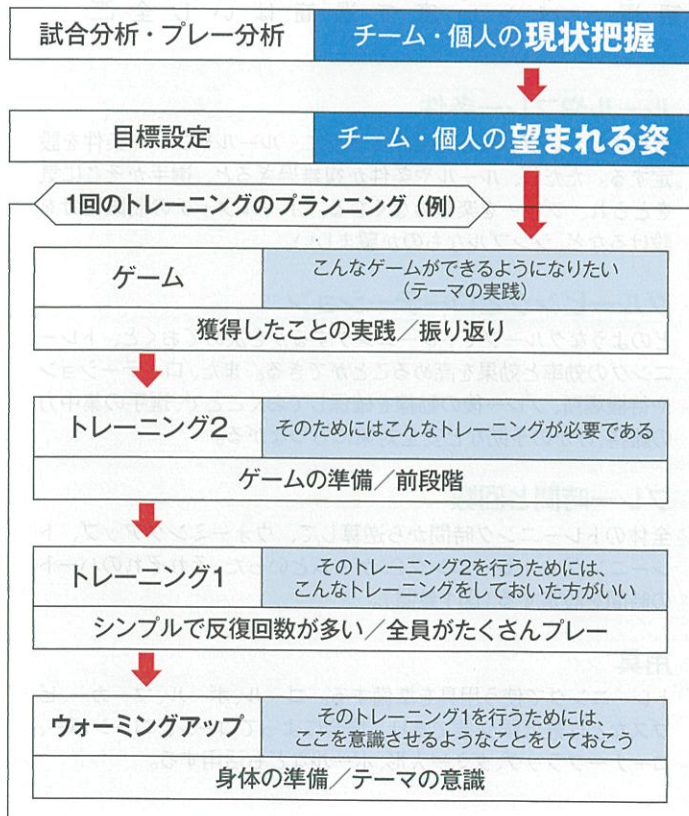 試合分析・プレー分析 チーム・個人の現状把握
目標設定 チーム・個人の望まれる姿
1回のトレーニングのプランニング（例）
ゲーム
こんなゲームができるようになりたい
（テーマの実践）
獲得したことの実践／振り返り
トレーニング2
そのためにはこんなトレーニングが必要である
ゲームの準備／前段階
トレーニング1
そのトレーニング2を行うためには、
こんなトレーニングをしておいた方がいい
シンプルで反復回数が多い／全員がたくさんプレー
ウォーミングアップ
そのトレーニング1を行うためには、
ここを意識させるようなことをしておこう
身体の準備／テーマの意識